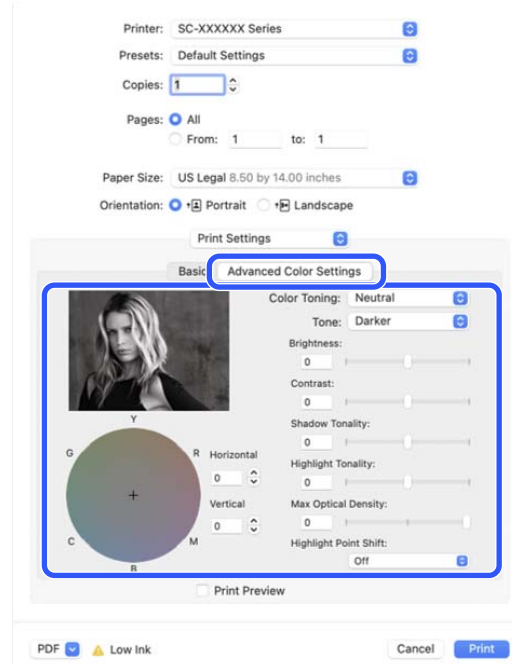 Printer: SC-XXXXXX Series
Presets: Default Settings
Copies: 1
Pages: All
From: 1 to: 1
Paper Size: US Legal 8.50 by 14.00 inches
Orientation: Portrait Landscape
Print Settings
Basic Advanced Color Settings
Color Toning: Neutral
Tone: Darker
Brightness:
0
Contrast:
0
Shadow Tonality:
0
Highlight Tonality:
0
Max Optical Density:
0
Highlight Point Shift:
Off
Y
G R
C M
B
Horizontal
0
Vertical
0
Print Preview
PDF Low Ink Cancel Print